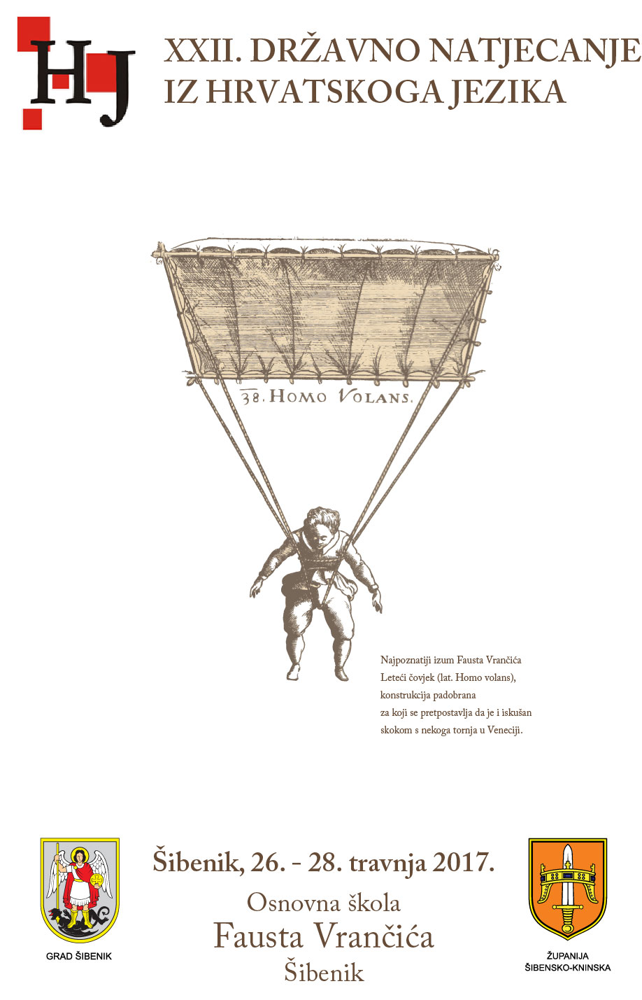 HJ
XXII. DRŽAVNO NATJECANJE
IZ HRVATSKOGA JEZIKA
38. HOMO VOLANS.
Najpoznatiji izum Fausta Vrančića
Leteći čovjek (lat. Homo volans),
konstrukcija padobrana
za koji se pretpostavlja da je i iskušan
skokom s nekoga tornja u Veneciji.
Šibenik, 26. - 28. travnja 2017.
Osnovna škola
Fausta Vrančića
Šibenik
GRAD ŠIBENIK
ŽUPANIJA
ŠIBENSKO-KNINSKA